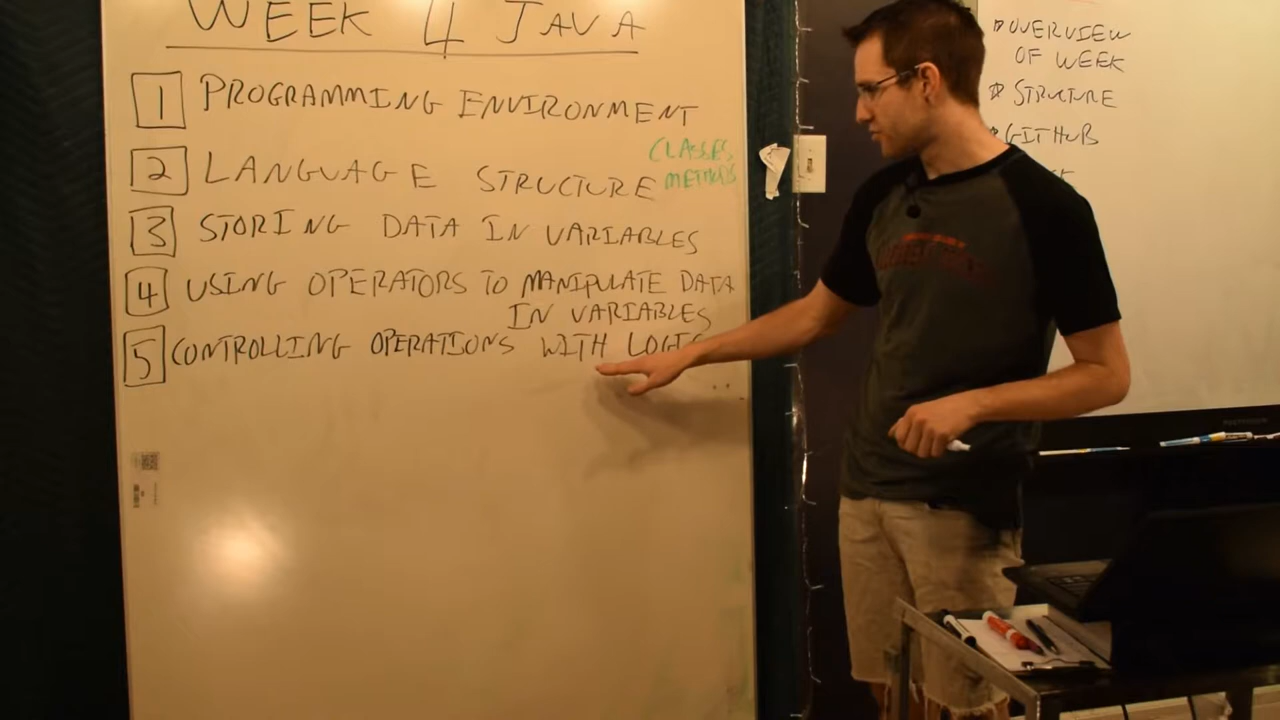 WEEK 4 JAVA
1 PROGRAMMING ENVIRONMENT
2 LANGUAGE STRUCTURE
CLASSES,
METHODS
3 STORING DATA IN VARIABLES
4 USING OPERATORS TO MANIPULATE DATA
IN VARIABLES
5 CONTROLLING OPERATIONS WITH LOGIC
OVERVIEW
OF WEEK
STRUCTURE
GITHUB